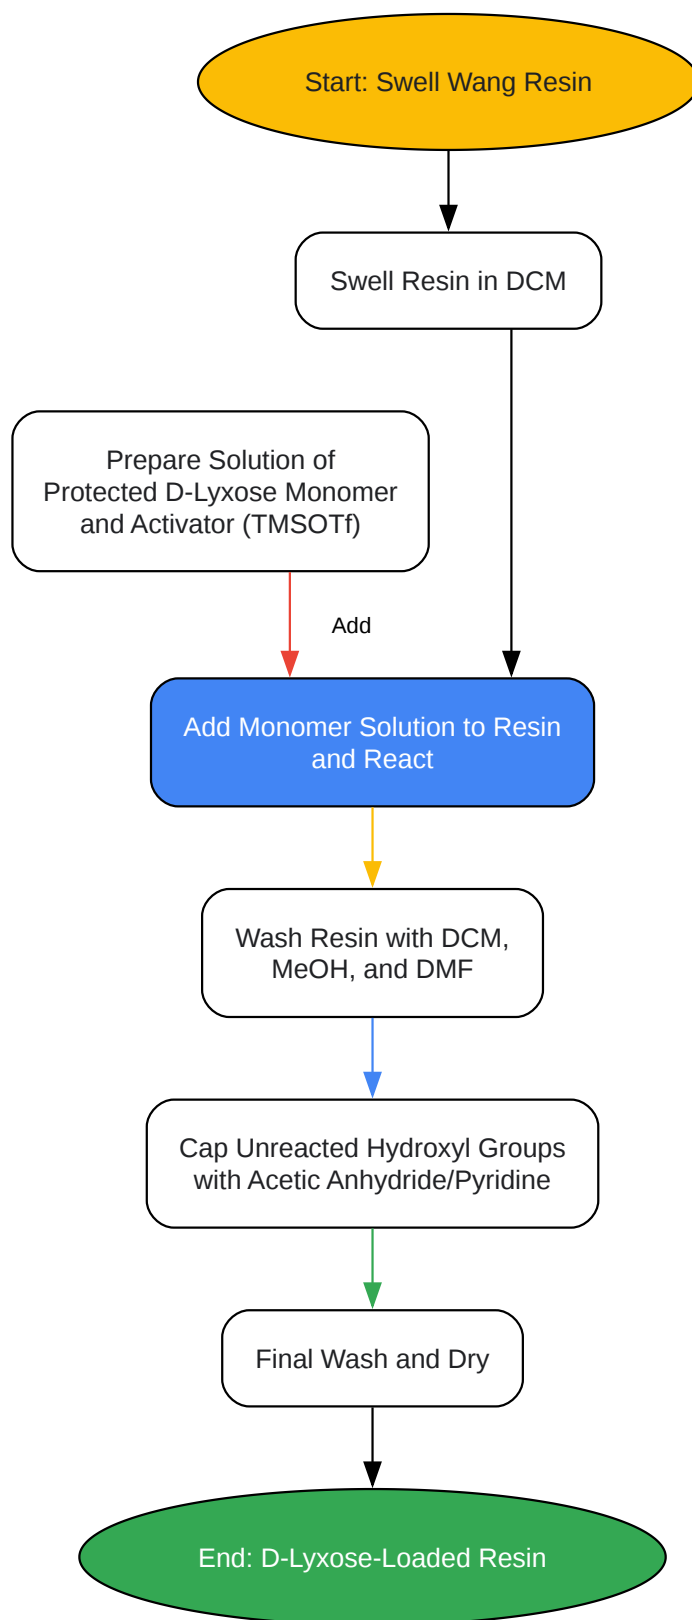 Start: Swell Wang Resin
Swell Resin in DCM
Prepare Solution of
Protected D-Lyxose Monomer
and Activator (TMSOTf)
Add
Add Monomer Solution to Resin
and React
Wash Resin with DCM,
MeOH, and DMF
Cap Unreacted Hydroxyl Groups
with Acetic Anhydride/Pyridine
Final Wash and Dry
End: D-Lyxose-Loaded Resin